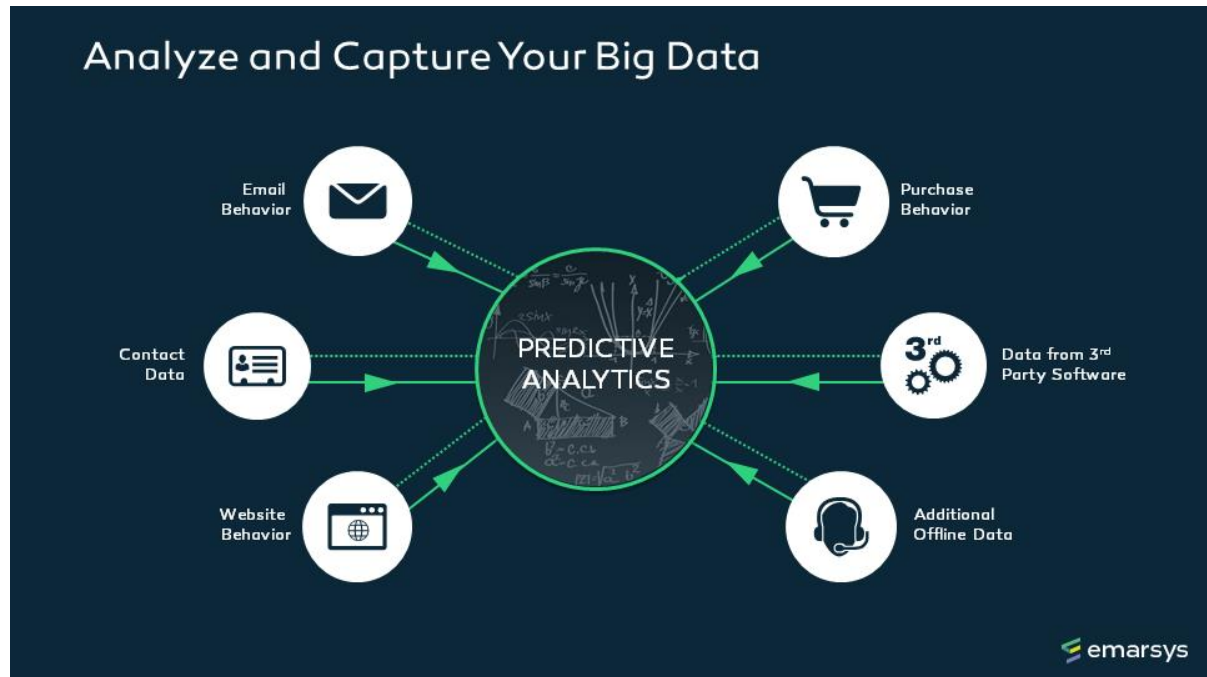 Analyze and Capture Your Big Data
Email
Behavior
Purchase
Behavior
PREDICTIVE
ANALYTICS
Contact
Data
3rd
Data from 3rd
Party Software
Website
Behavior
Additional
Offline Data
emarsys